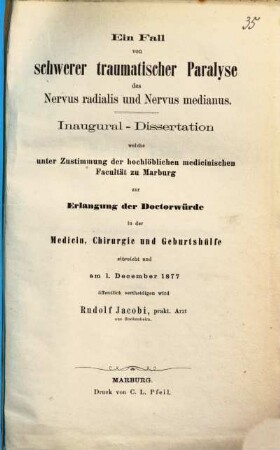 35
Ein Fall
von
schwerer traumatischer Paralyse
des
Nervus radialis und Nervus medianus.
Inaugural-Dissertation
welche
unter Zustimmung der hochlöblichen medicinischen
Facultät zu Marburg
zur
Erlangung der Doctorwürde
in der
Medicin, Chirurgie und Geburtshülfe
einreicht und
am 1. December 1877
öffentlich vertheidigen wird
Rudolf Jacobi, prakt. Arzt
aus
MARBURG.
Druck von C. L. Pfeil.